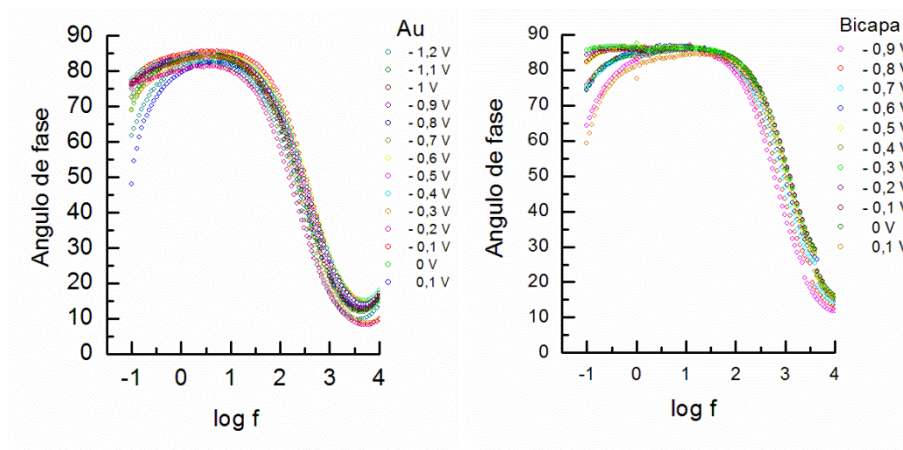 Au
- 1,2 V
- 1,1 V
- 1 V
- 0,9 V
- 0,8 V
- 0,7 V
- 0,6 V
- 0,5 V
- 0,4 V
- 0,3 V
- 0,2 V
- 0,1 V
0 V
0,1 V
Angulo de fase
90
80
70
60
50
40
30
20
10
0
-1 0 1 2 3 4
log f
Bicapa
- 0,9 V
- 0,8 V
- 0,7 V
- 0,6 V
- 0,5 V
- 0,4 V
- 0,3 V
- 0,2 V
- 0,1 V
0 V
0,1 V
Angulo de fase
90
80
70
60
50
40
30
20
10
0
-1 0 1 2 3 4
log f